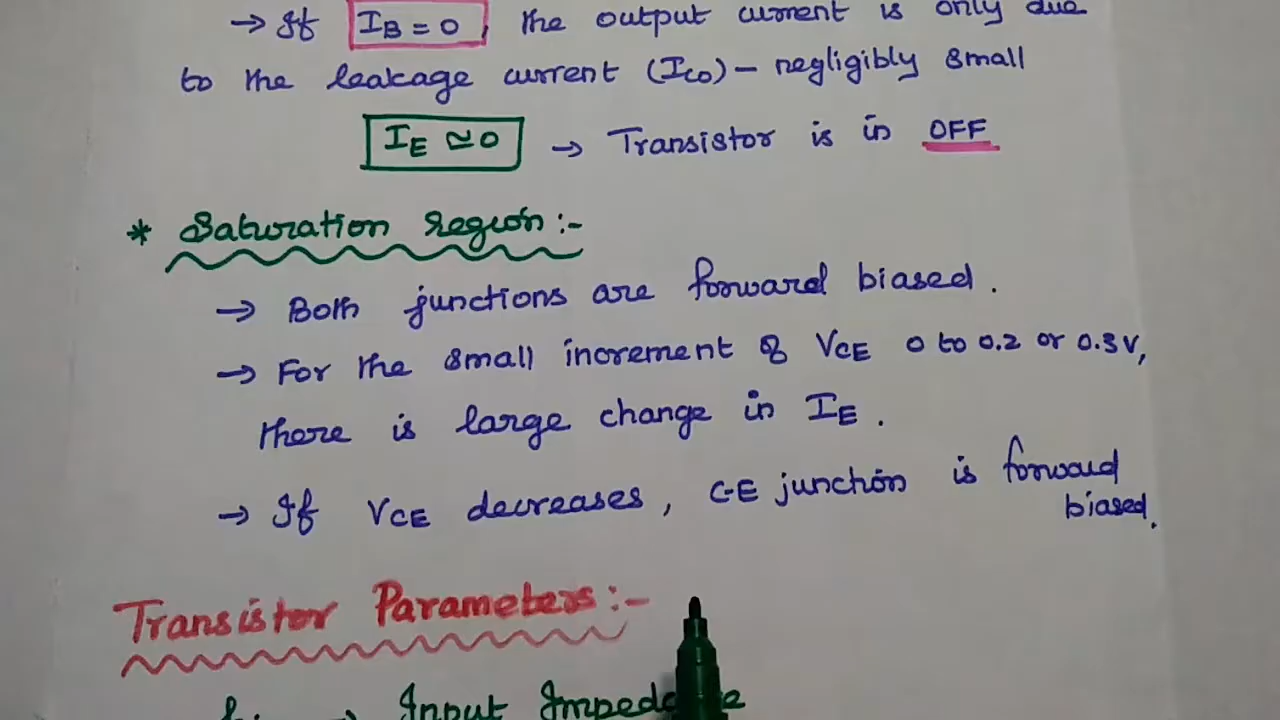 → If IB = 0, the output current is only due
to the leakage current (ICO) – negligibly small
IE ≃ 0 → Transistor is in OFF
* Saturation region:-
→ Both junctions are forward biased.
→ For the small increment of VCE 0 to 0.2 or 0.3V,
there is large change in IE.
→ If VCE decreases, C-E junction is forward
biased.
Transistor Parameters:-
→ Input